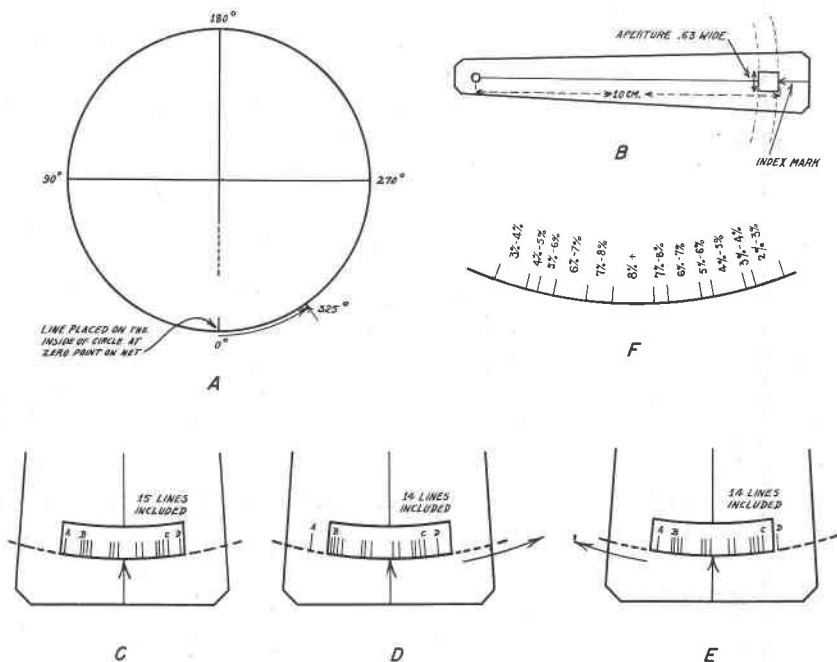 180°
90°
270°
325°
0°
LINE PLACED ON THE
INSIDE OF CIRCLE AT
ZERO POINT ON NET
A
APERTURE .63 WIDE
10 CM.
B
INDEX MARK
3%-4%
4%-5%
5%-6%
6%-7%
7%-8%
8% +
7%-8%
6%-7%
5%-6%
4%-5%
3%-4%
2%-3%
F
15 LINES
INCLUDED
A B C D
C
14 LINES
INCLUDED
A B C D
D
14 LINES
INCLUDED
A B C D
E